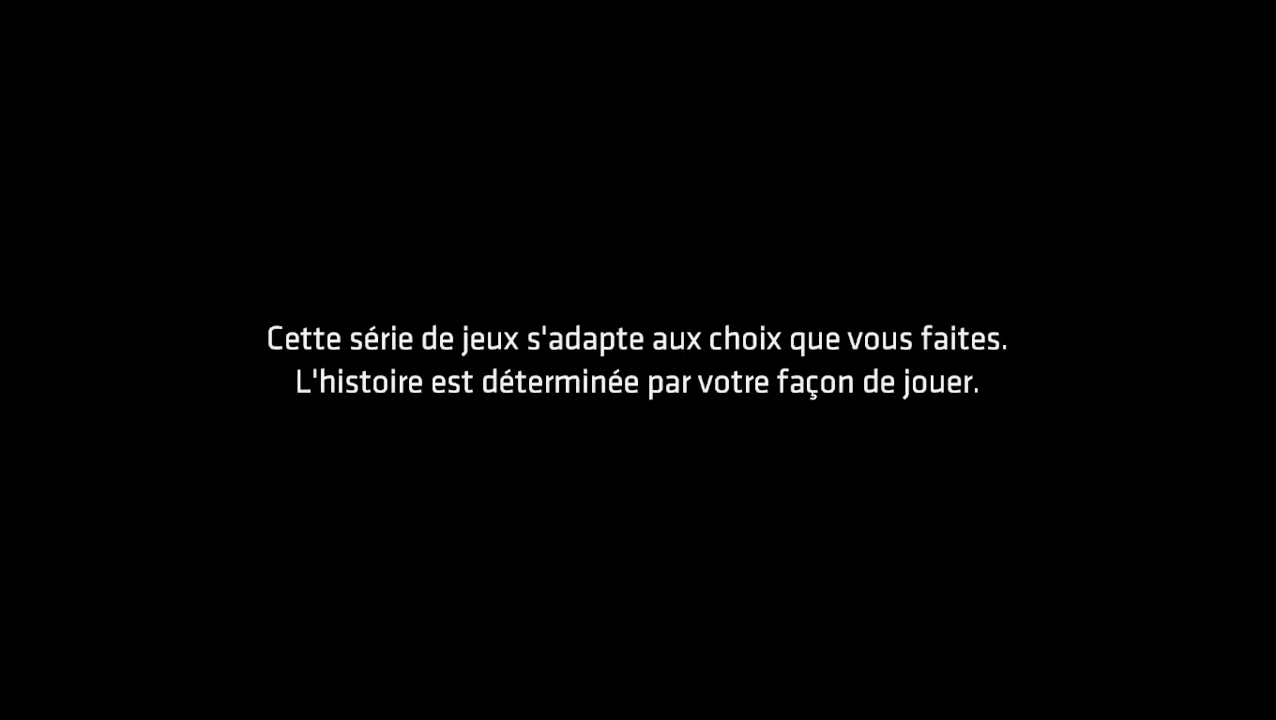 Cette série de jeux s'adapte aux choix que vous faites.
L'histoire est déterminée par votre façon de jouer.